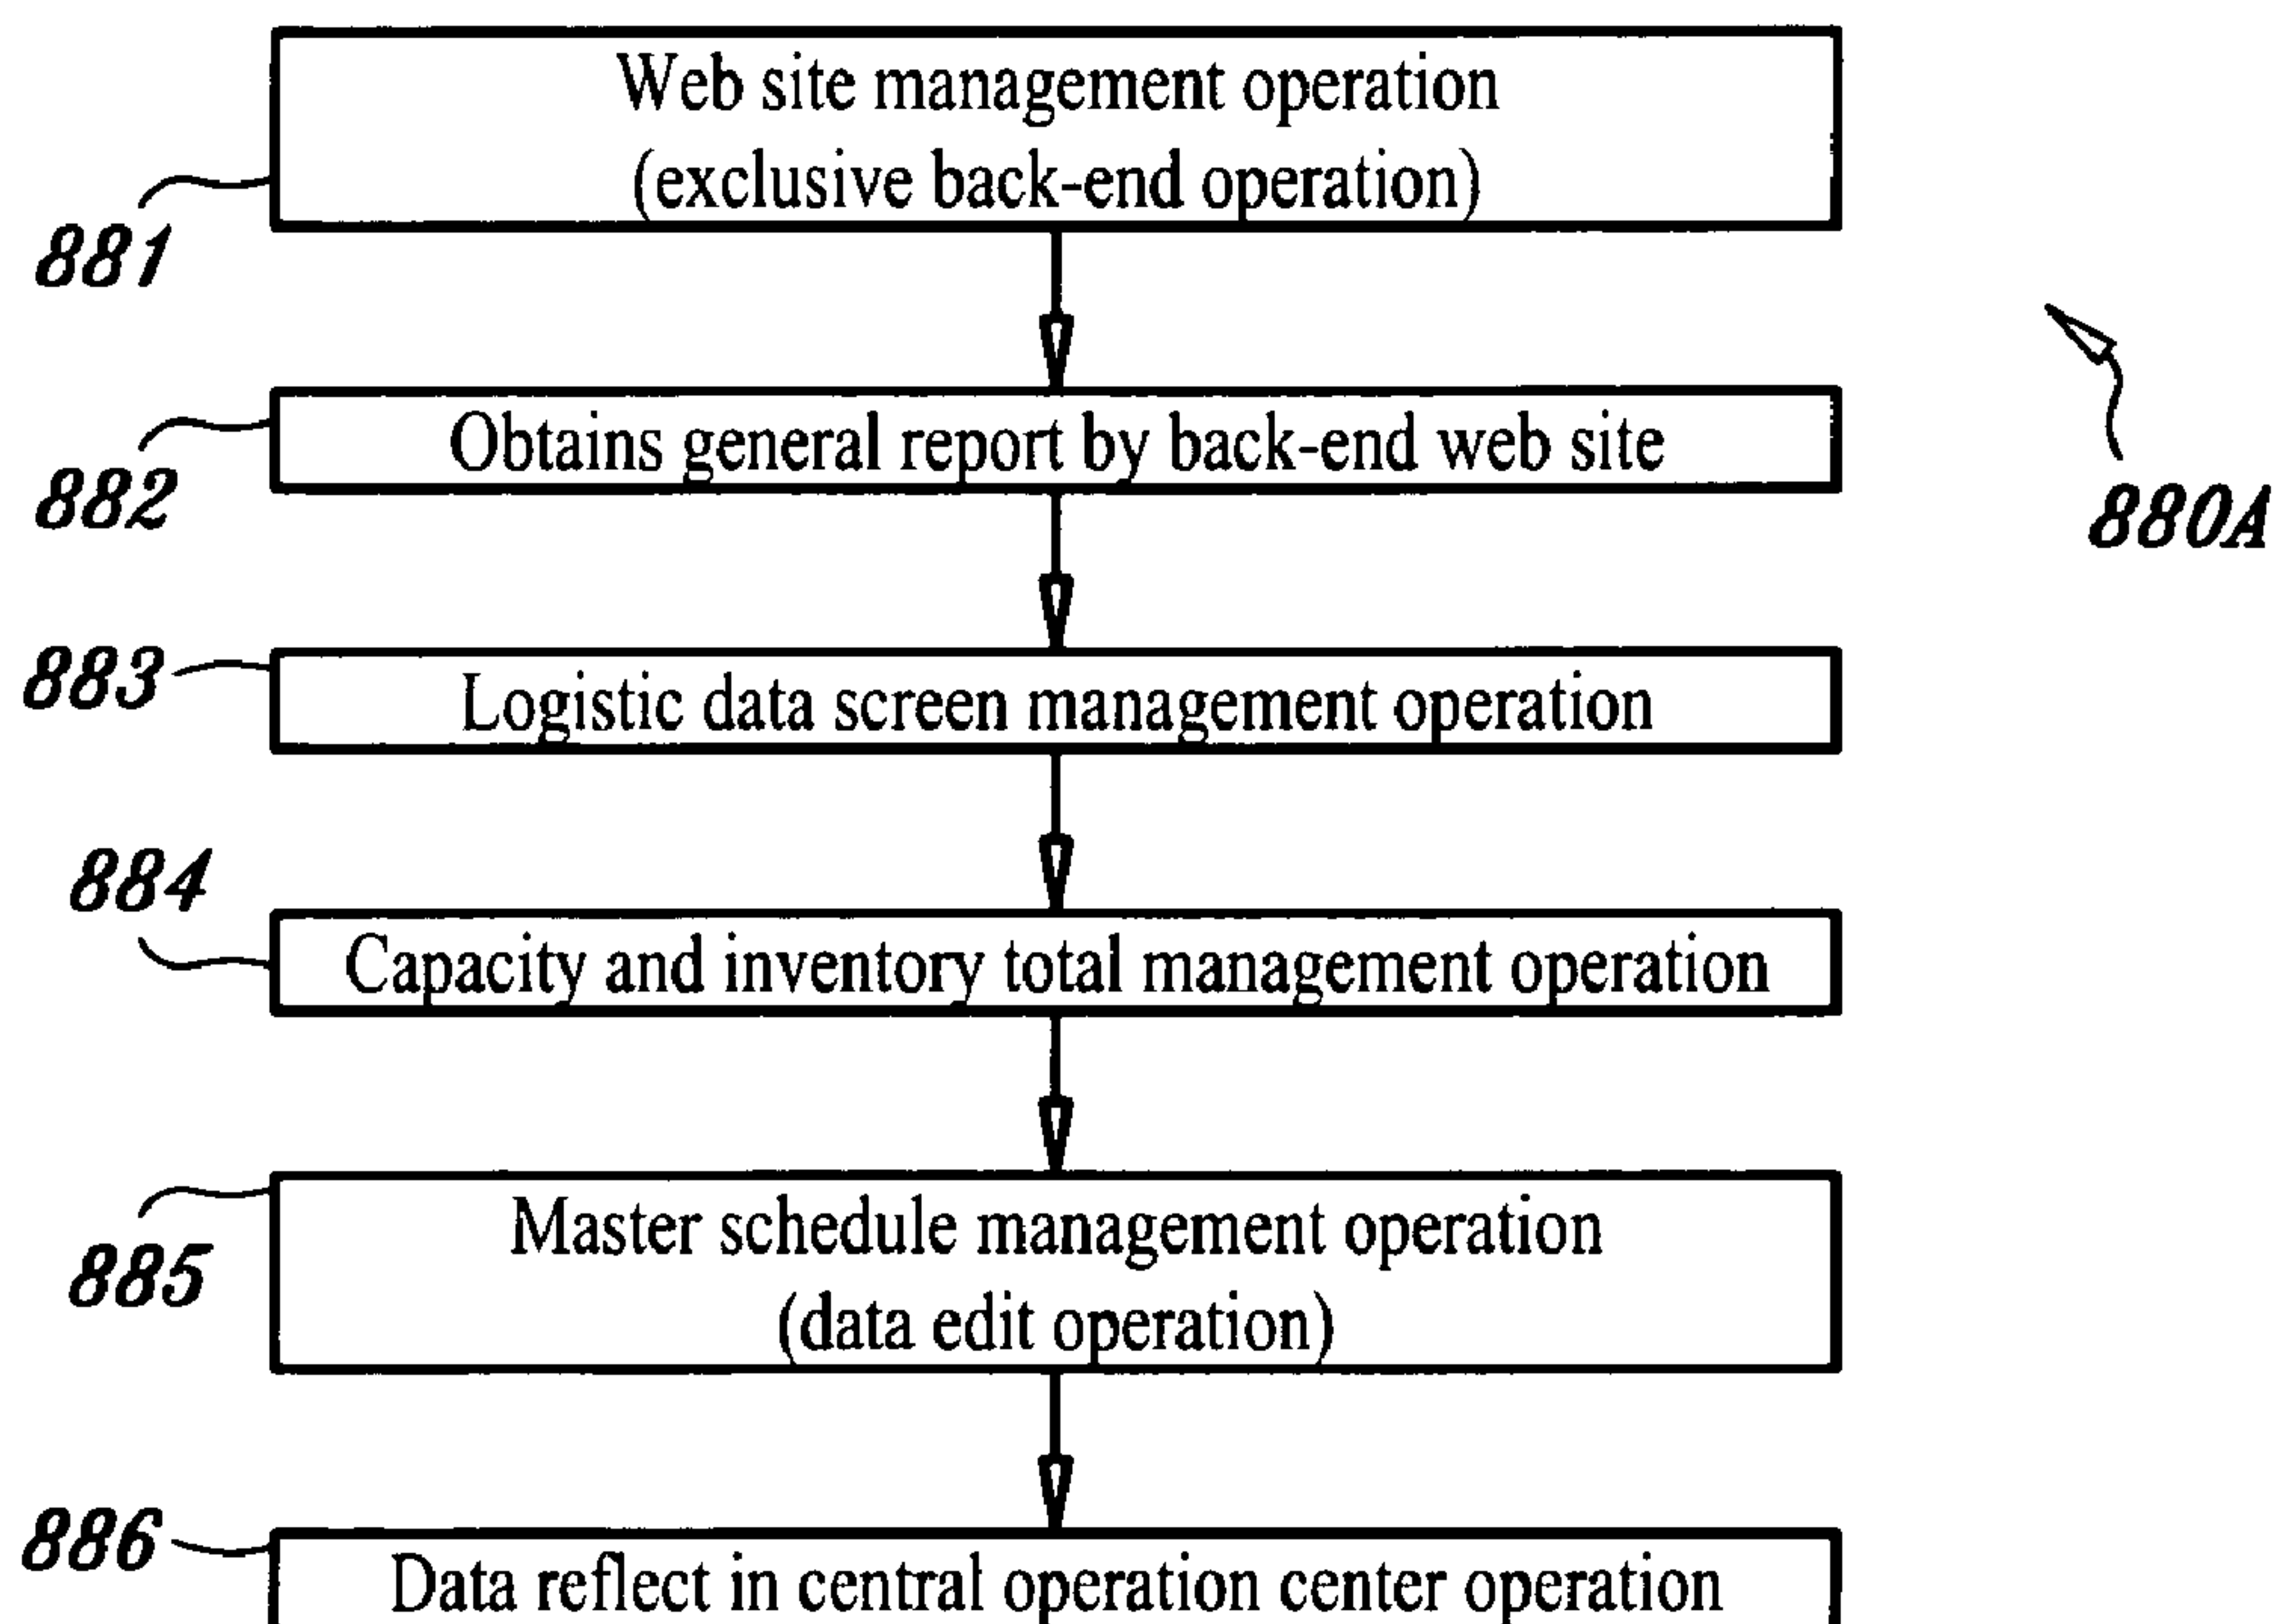 Web site management operation
(exclusive back-end operation)
881
Obtains general report by back-end web site
882
880A
883
Logistic data screen management operation
884
Capacity and inventory total management operation
Master schedule management operation
885
(data edit operation)
886
Data reflect in central operation center operation